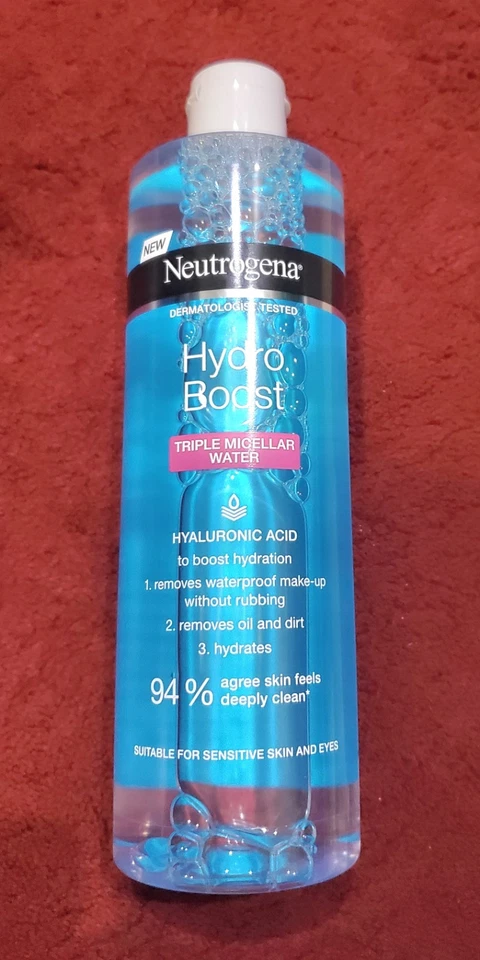 NEW
Neutrogena®
DERMATOLOGIST TESTED
Hydro
Boost
TRIPLE MICELLAR
WATER
HYALURONIC ACID
to boost hydration
1. removes waterproof make-up
without rubbing
2. removes oil and dirt
3. hydrates
94 % agree skin feels
deeply clean*
SUITABLE FOR SENSITIVE SKIN AND EYES